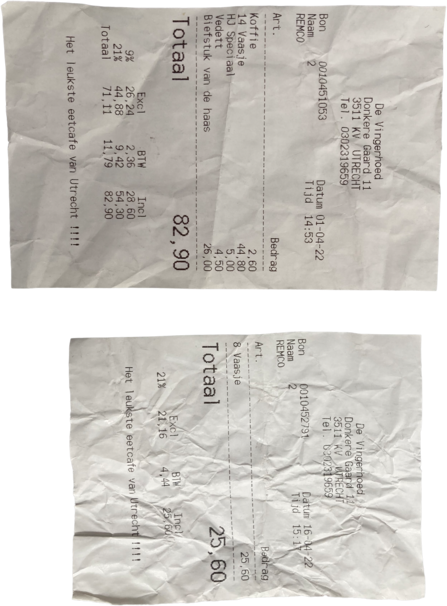 De Vingerhoed
Donkere Gaard 11
3511 KV UTRECHT
Tel. 0302319659
Bon 0010451053 Datum 01-04-22
Naam 2 Tijd 14:53
REMCO
Art. Bedrag
Koffie 2,60
14 Vaasje 44,80
HJ Speciaal 5,00
Vedett 4,50
Biefstuk van de haas 26,00
Totaal 82,90
Excl BTW Incl
9% 26,24 2,36 28,60
21% 44,88 9,42 54,30
Totaal 71,11 11,79 82,90
Het leukste eetcafe van Utrecht !!!!
De Vingerhoed
Donkere Gaard 11
3511 KV UTRECHT
Tel. 0302319659
Bon 0010452791 Datum 16-04-22
Naam 2 Tijd
REMCO
Art. Bedrag
8 Vaasje 25,60
Totaal 25,60
Excl BTW Incl
21% 21,16 4,44 25,60
Het leukste eetcafe van Utrecht !!!!